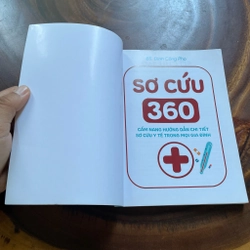 SƠ CỨU
360
CẨM NANG HƯỚNG DẪN CHI TIẾT
SƠ CỨU Y TẾ TRONG MỌI GIA ĐÌNH